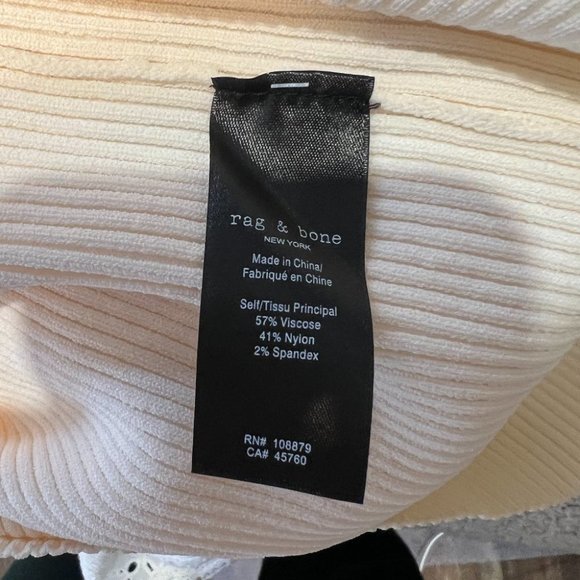 rag & bone
NEW YORK
Made in China/
Fabriqué en Chine
Self/Tissu Principal
57% Viscose
41% Nylon
2% Spandex
RN# 108879
CA# 45760